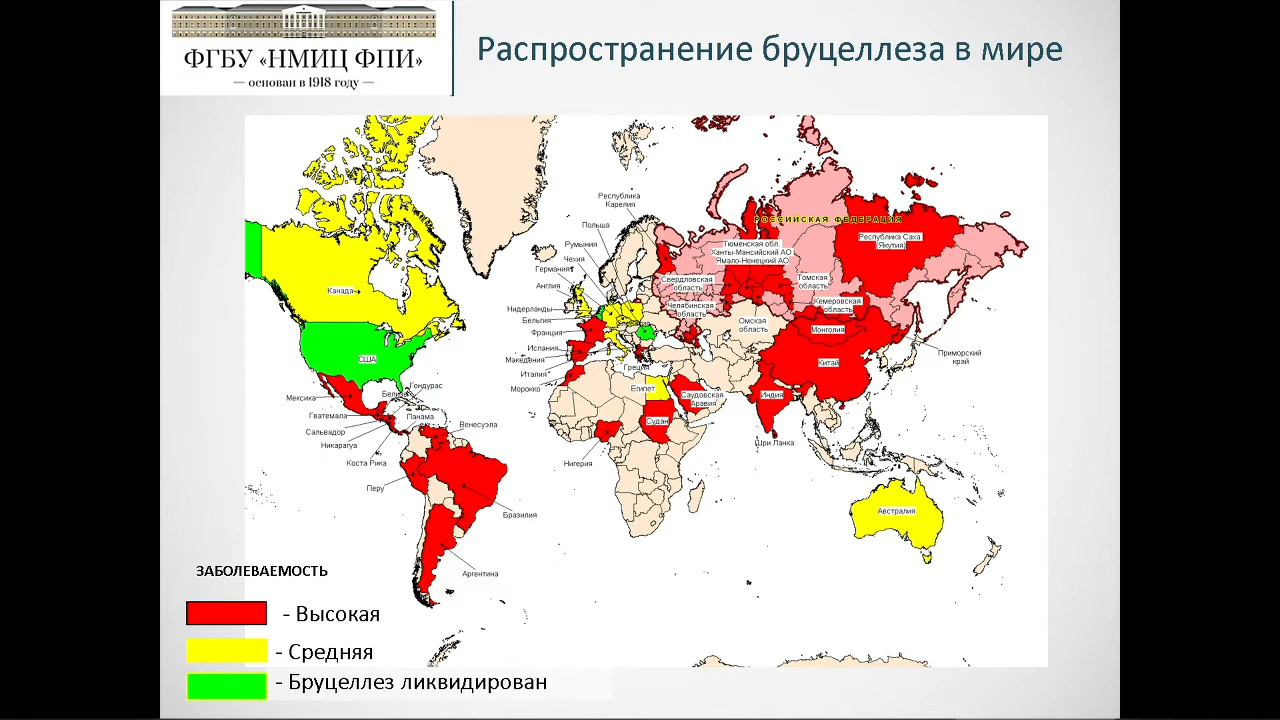 ФГБУ «НМИЦ ФПИ»
— основан в 1918 году —
Распространение бруцеллеза в мире
Республика
Карелия
Польша
Румыния
Чехия
Германия
Англия
Нидерланды
Бельгия
Франция
Испания
Македония
Италия
Греция
Морокко
РОССИЙСКАЯ ФЕДЕРАЦИЯ
Республика Саха
(Якутия)
Тюменская обл.
Ханты-Мансийский АО
Ямало-Ненецкий АО
Свердловская
область
Томская
область
Челябинская
область
Кемеровская
область
Омская
область
Монголия
Китай
Приморский
край
Канада
США
Гондурас
Белиз
Мексика
Гватемала
Панама
Сальвадор
Никарагуа
Венесуэла
Коста Рика
Перу
Бразилия
Аргентина
Египет
Саудовская
Аравия
Судан
Нигерия
Индия
Шри Ланка
Австралия
ЗАБОЛЕВАЕМОСТЬ
- Высокая
- Средняя
- Бруцеллез ликвидирован